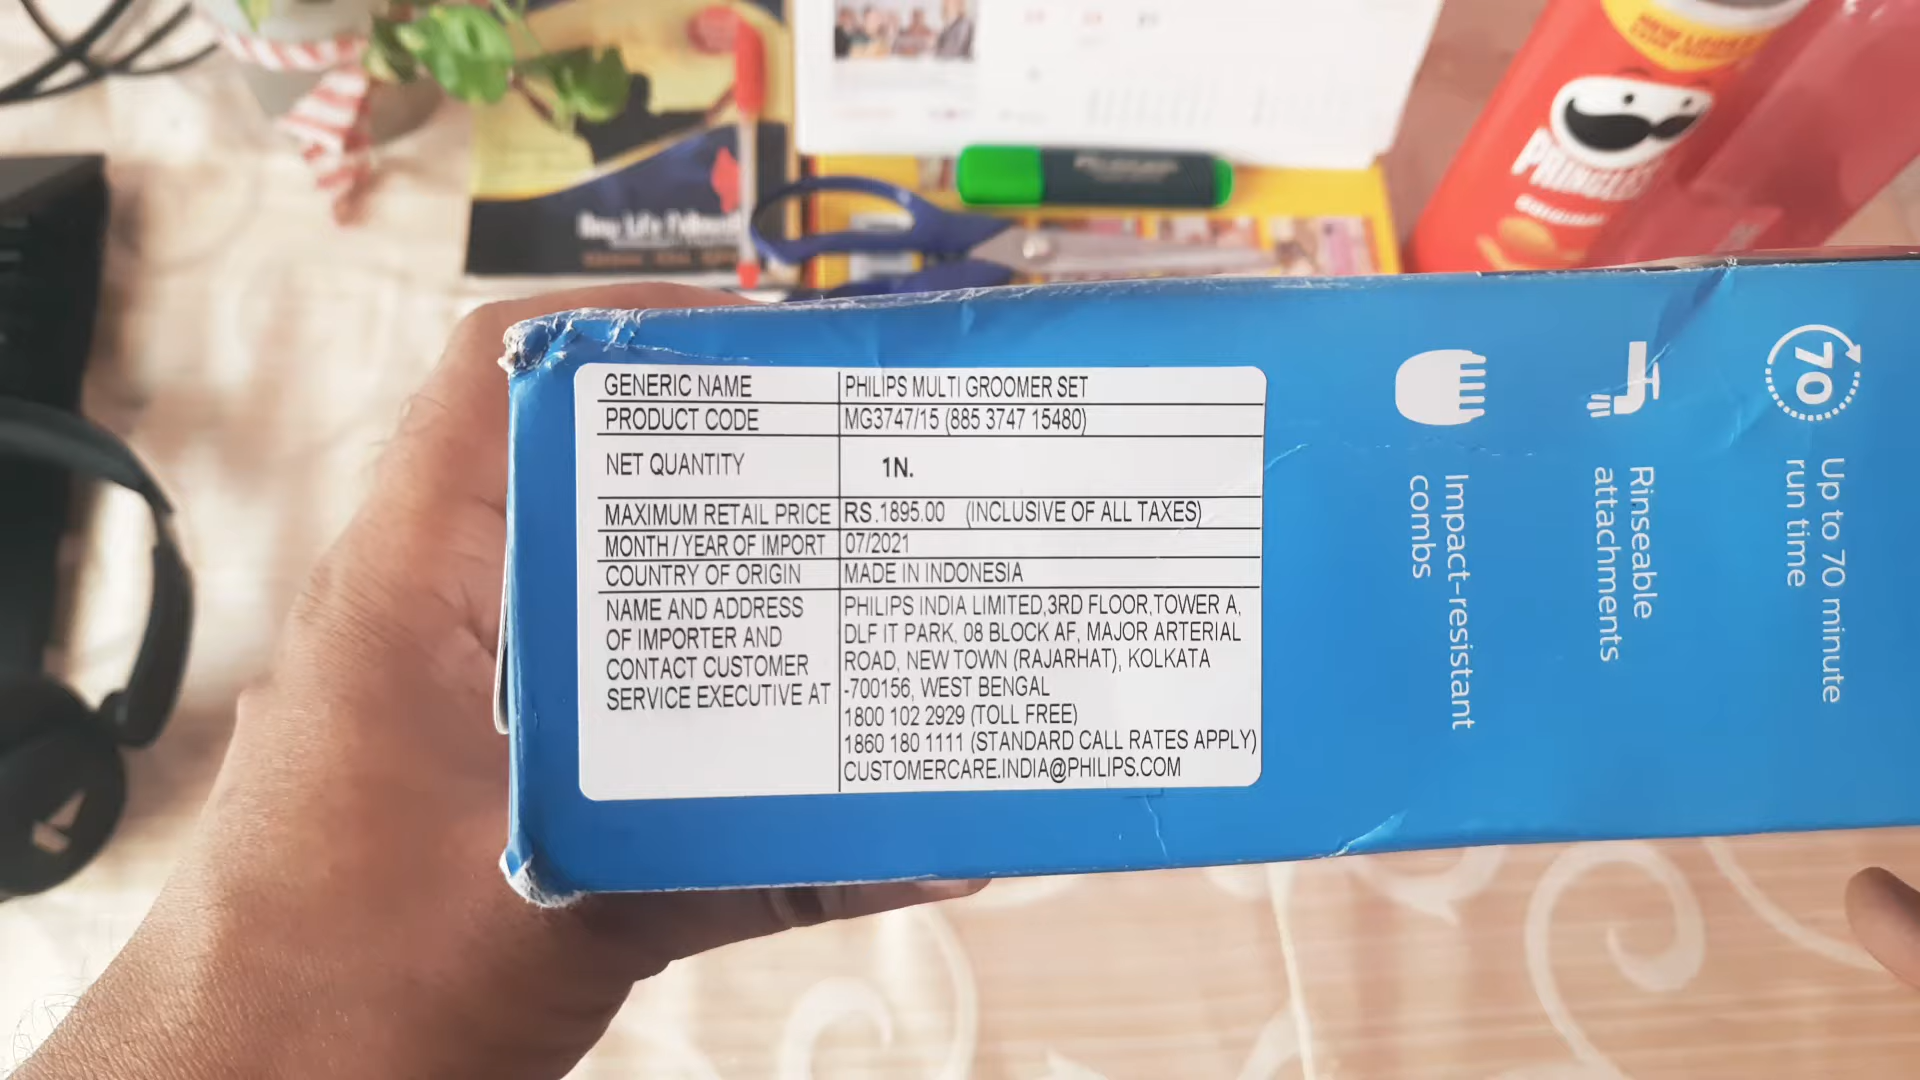 GENERIC NAME PHILIPS MULTI GROOMER SET
PRODUCT CODE MG3747/15 (885 3747 15480)
NET QUANTITY 1N.
MAXIMUM RETAIL PRICE RS.1895.00 (INCLUSIVE OF ALL TAXES)
MONTH / YEAR OF IMPORT 07/2021
COUNTRY OF ORIGIN MADE IN INDONESIA
NAME AND ADDRESS
OF IMPORTER AND
CONTACT CUSTOMER
SERVICE EXECUTIVE AT
PHILIPS INDIA LIMITED,3RD FLOOR,TOWER A,
DLF IT PARK, 08 BLOCK AF, MAJOR ARTERIAL
ROAD, NEW TOWN (RAJARHAT), KOLKATA
-700156, WEST BENGAL
1800 102 2929 (TOLL FREE)
1860 180 1111 (STANDARD CALL RATES APPLY)
CUSTOMERCARE.INDIA@PHILIPS.COM
Impact-resistant
combs
Rinseable
attachments
70
Up to 70 minute
run time
PRINGLES
ORIGINAL